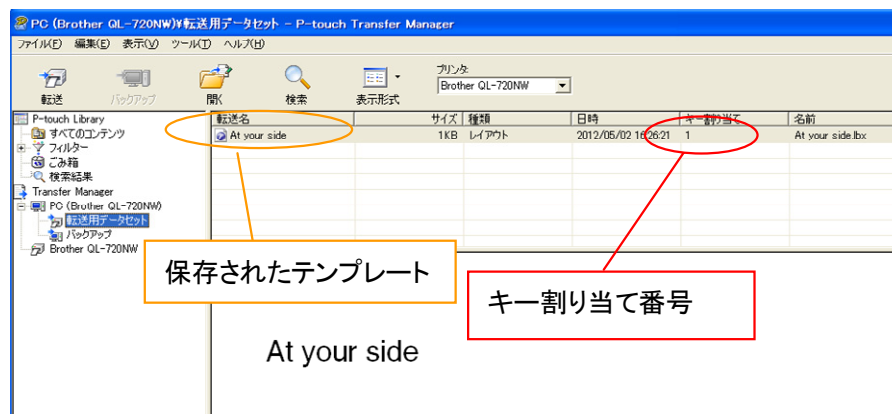 PC (Brother QL-720NW)¥転送用データセット - P-touch Transfer Manager
ファイル(F) 編集(E) 表示(V) ツール(T) ヘルプ(H)
転送 バックアップ 開く 検索 表示形式 プリンタ:
Brother QL-720NW
P-touch Library
すべてのコンテンツ
フィルター
ごみ箱
検索結果
Transfer Manager
PC (Brother QL-720NW)
転送用データセット
バックアップ
Brother QL-720NW
転送名 サイズ 種類 日時 キー割り当て 名前
At your side 1KB レイアウト 2012/05/02 16:26:21 1 At your side.lbx
保存されたテンプレート
キー割り当て番号
At your side